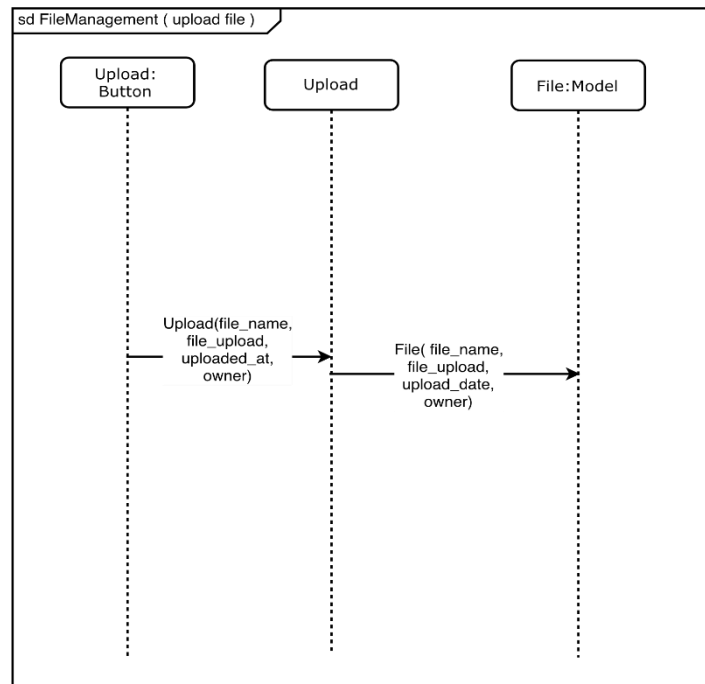 sd FileManagement ( upload file )
Upload:
Button
Upload
File:Model
Upload(file_name,
file_upload,
uploaded_at,
owner)
File( file_name,
file_upload,
upload_date,
owner)